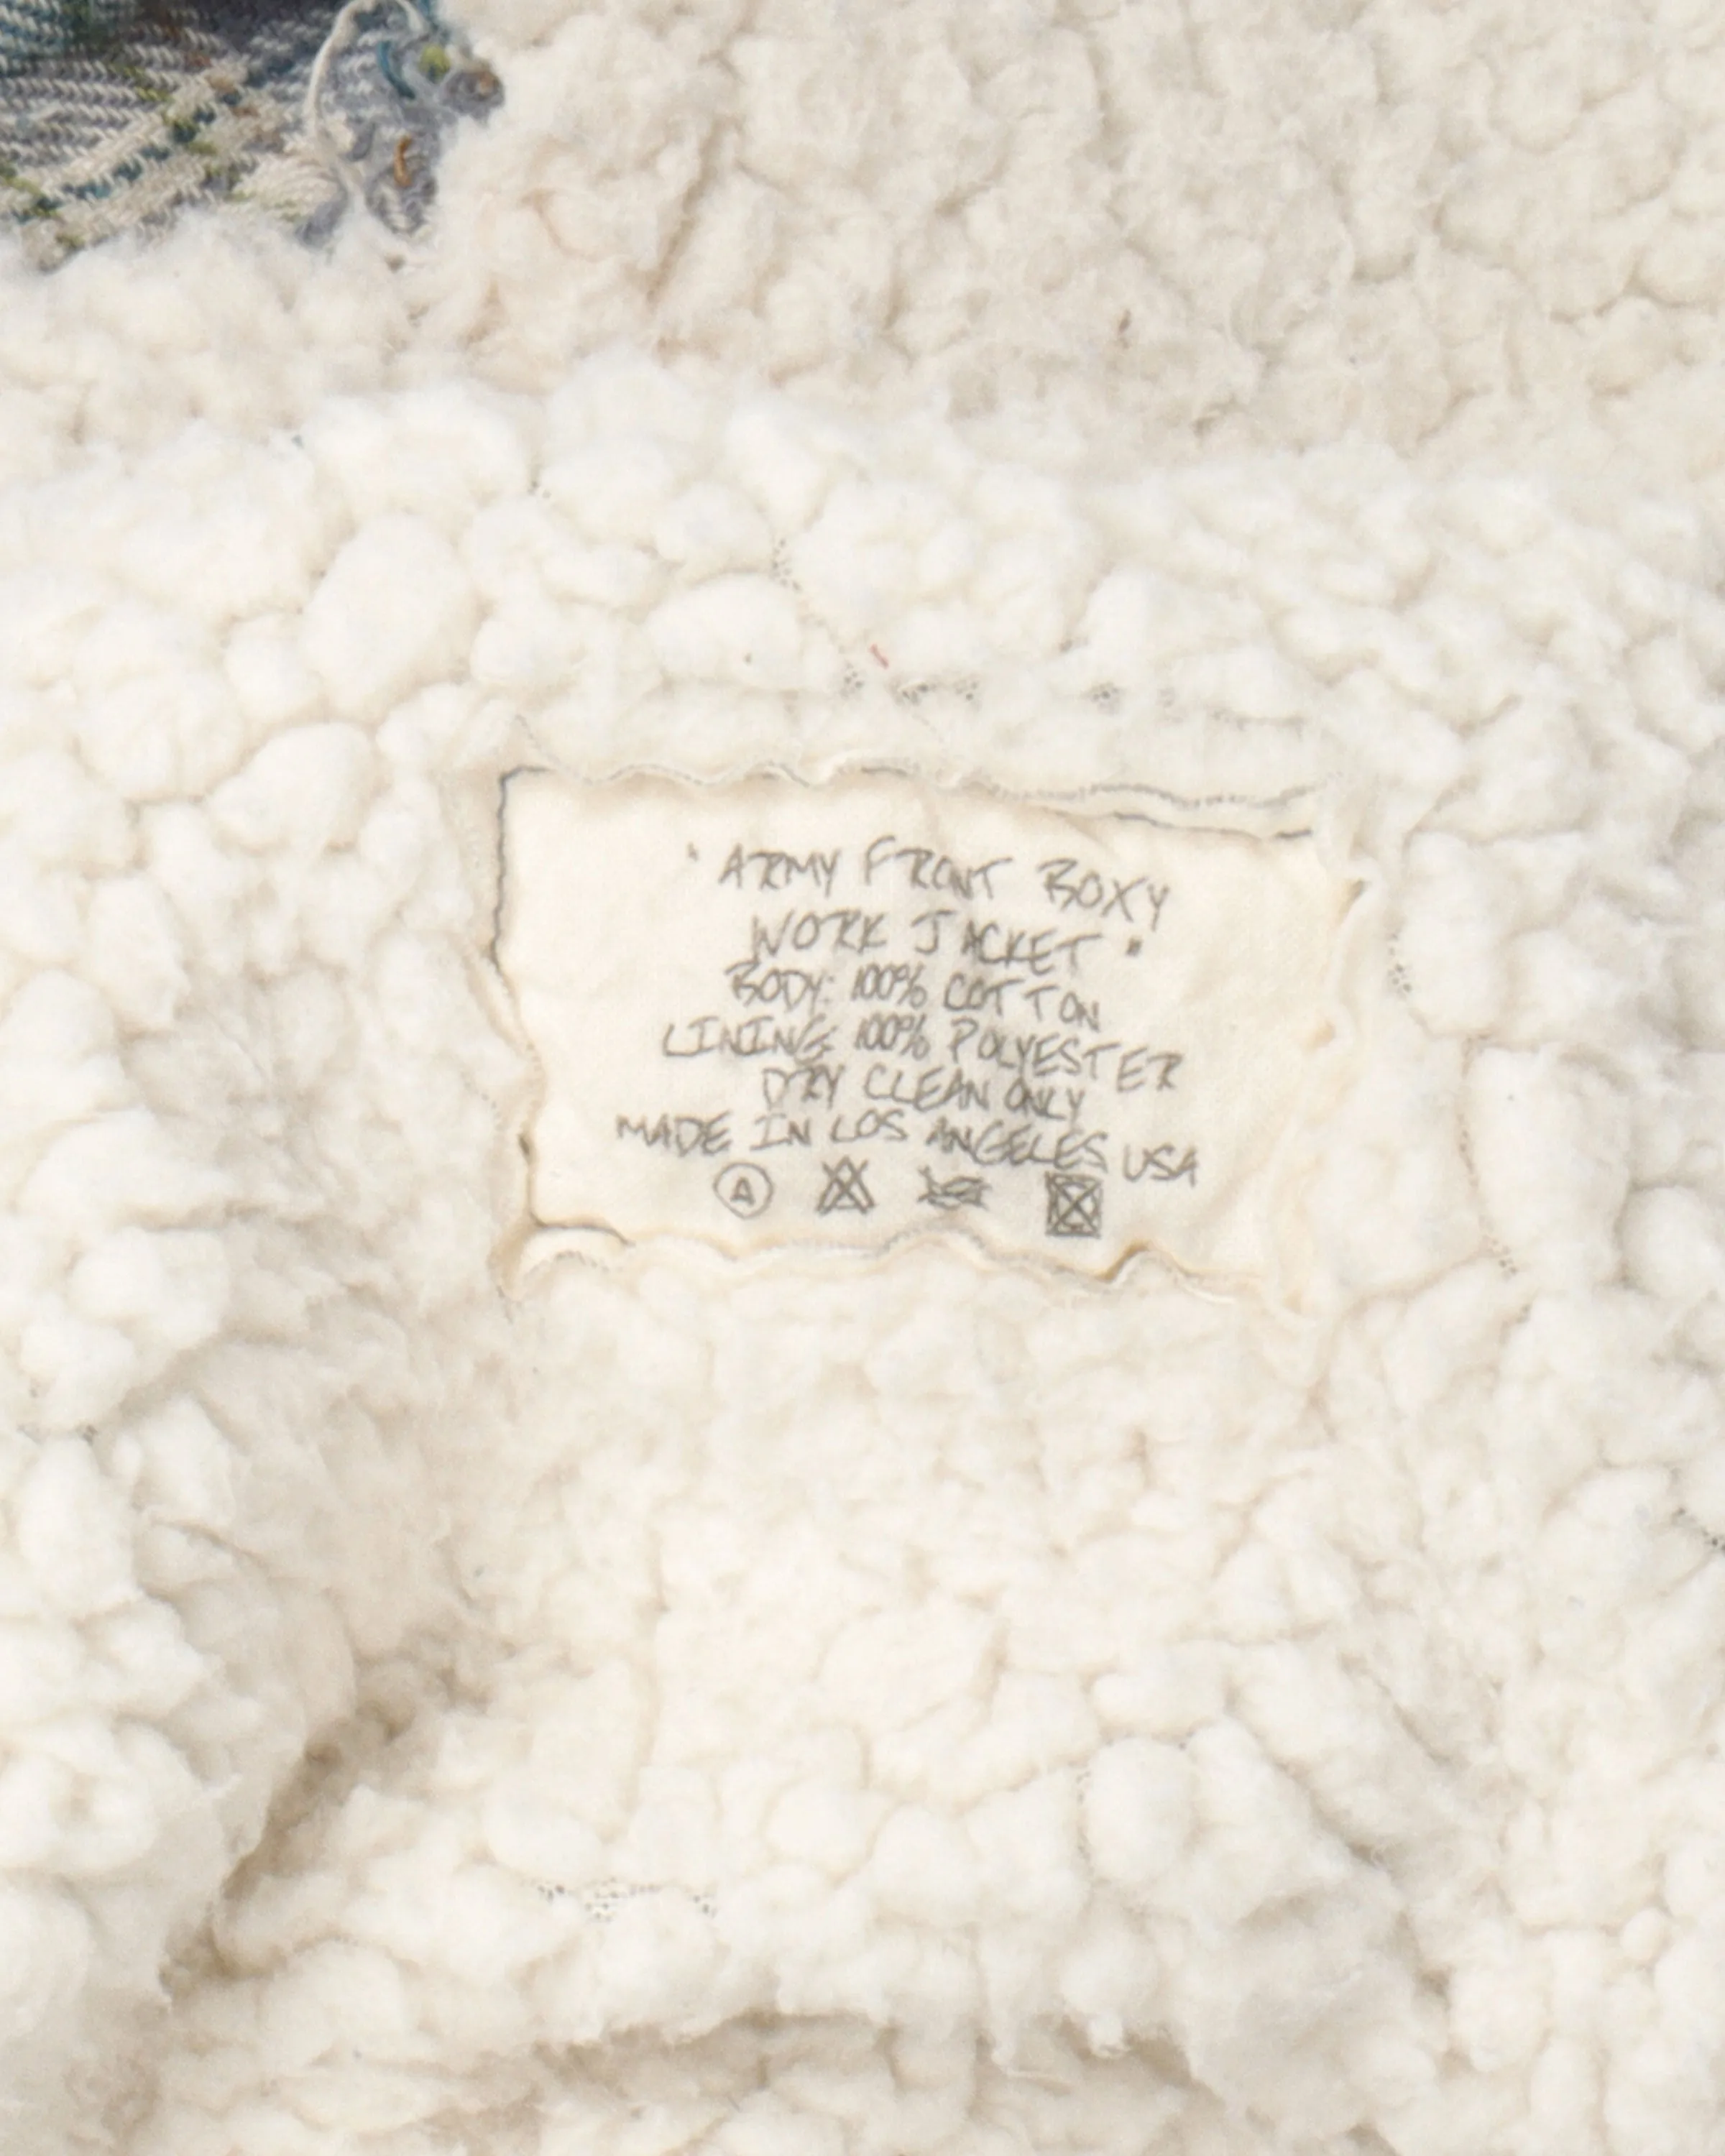 "ARMY FRONT BOXY
WORK JACKET"
BODY: 100% COTTON
LINING: 100% POLYESTER
DRY CLEAN ONLY
MADE IN LOS ANGELES USA
A